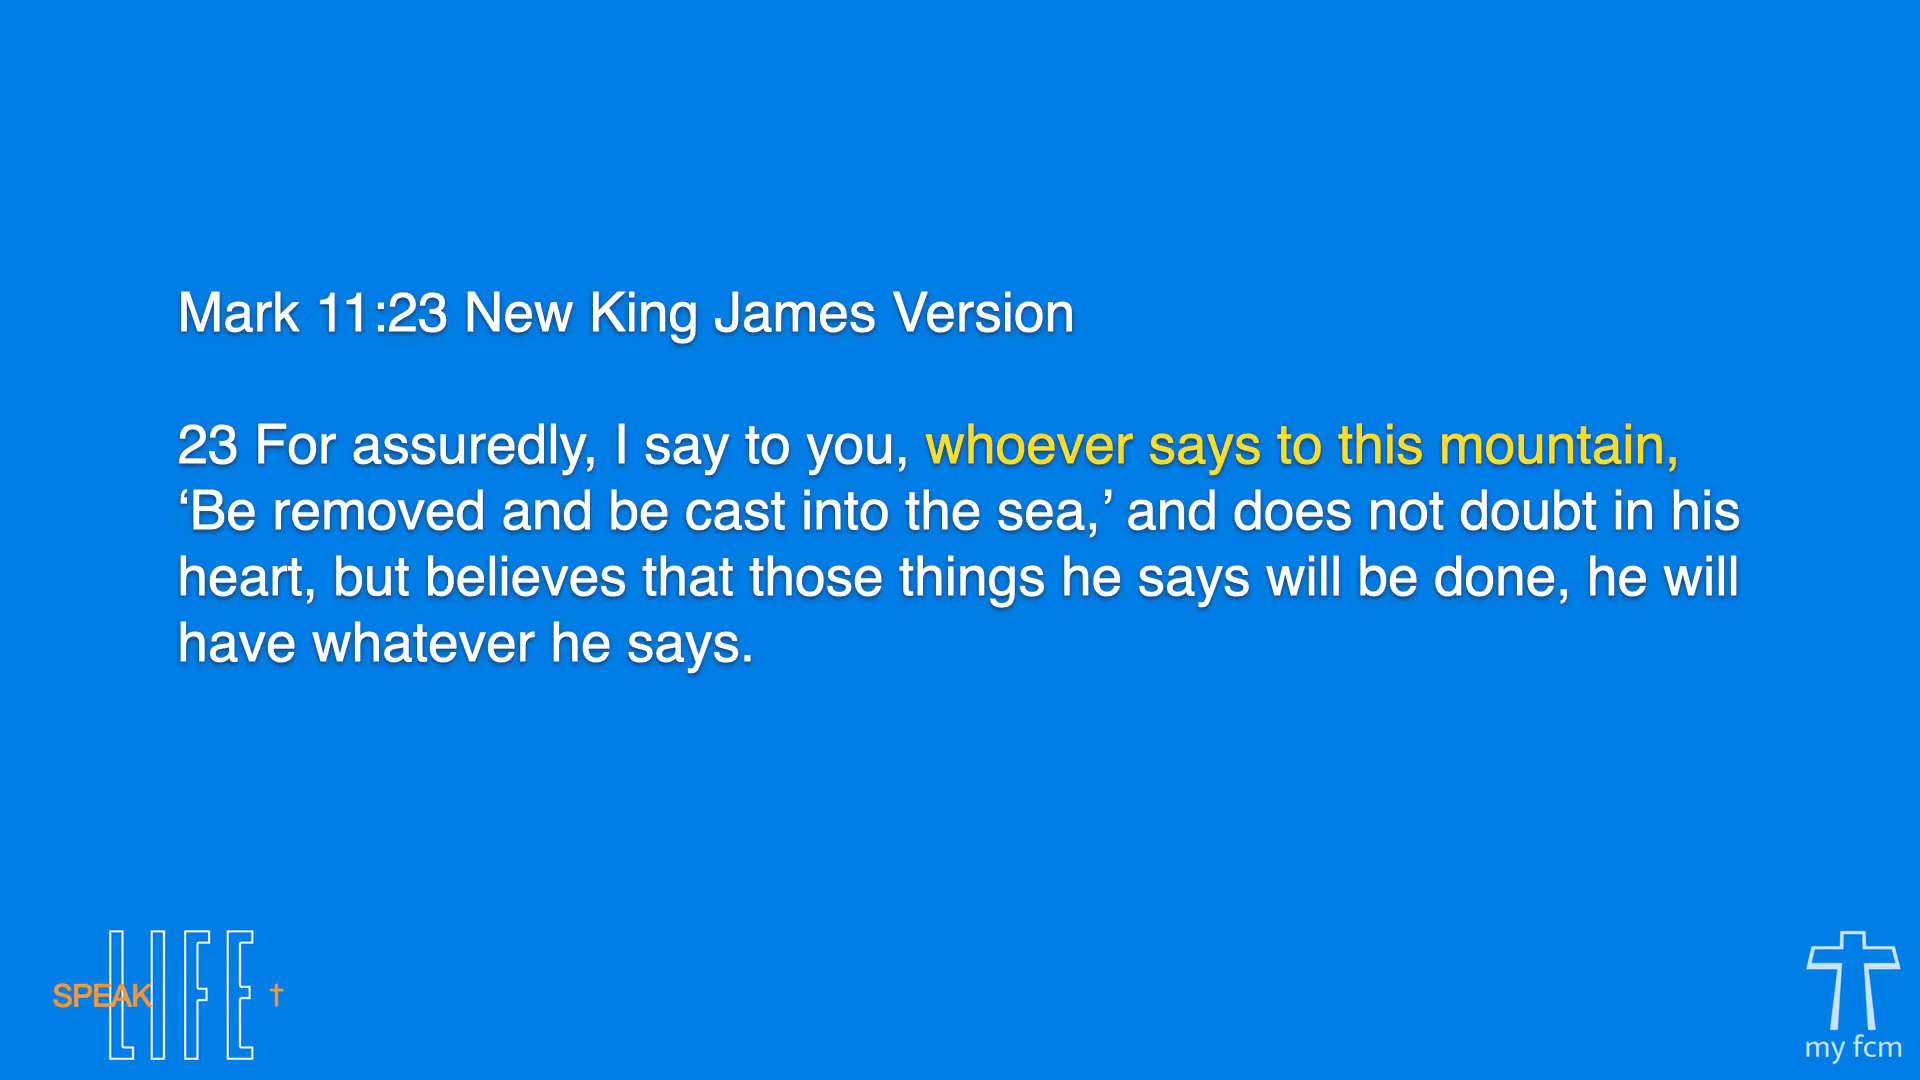 Mark 11:23 New King James Version
23 For assuredly, I say to you, whoever says to this mountain,
‘Be removed and be cast into the sea,’ and does not doubt in his
heart, but believes that those things he says will be done, he will
have whatever he says.
SPEAK LIFE
my fcm